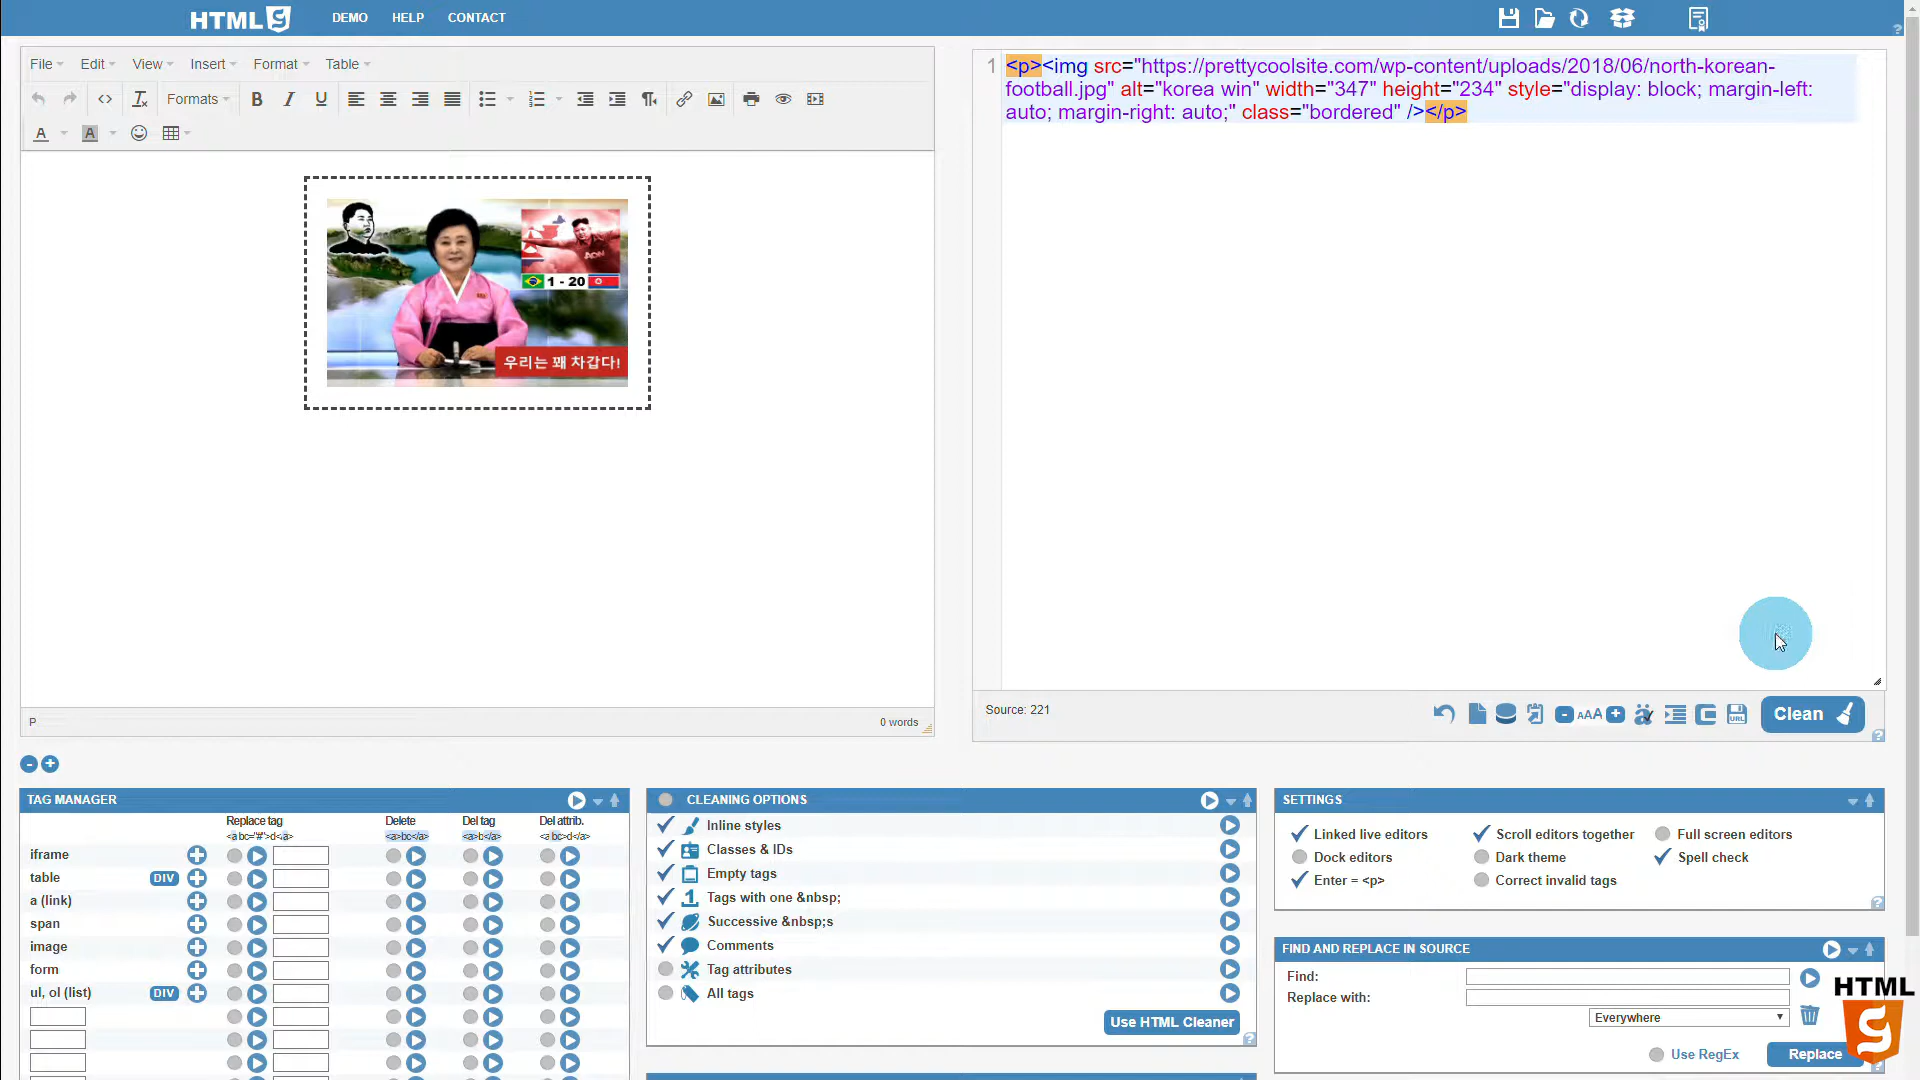 HTML
DEMO HELP CONTACT
File Edit View Insert Format Table
Formats B I U
A A
1 - 20
우리는 꽤 차갑다!
P 0 words
1 <p><img src="https://prettycoolsite.com/wp-content/uploads/2018/06/north-korean-
football.jpg" alt="korea win" width="347" height="234" style="display: block; margin-left:
auto; margin-right: auto;" class="bordered" /></p>
Source: 221
AAA
Clean
TAG MANAGER
Replace tag Delete Del tag Del attrib.
<a bc="#">d</a> <a>bc</a> <a>b</a> <a bc>d</a>
iframe
table DIV
a (link)
span
image
form
ul, ol (list) DIV
CLEANING OPTIONS
Inline styles
Classes & IDs
Empty tags
Tags with one &nbsp;
Successive &nbsp;s
Comments
Tag attributes
All tags
Use HTML Cleaner
SETTINGS
Linked live editors Scroll editors together Full screen editors
Dock editors Dark theme Spell check
Enter = <p> Correct invalid tags
FIND AND REPLACE IN SOURCE
Find:
Replace with:
Everywhere
Use RegEx Replace
HTML